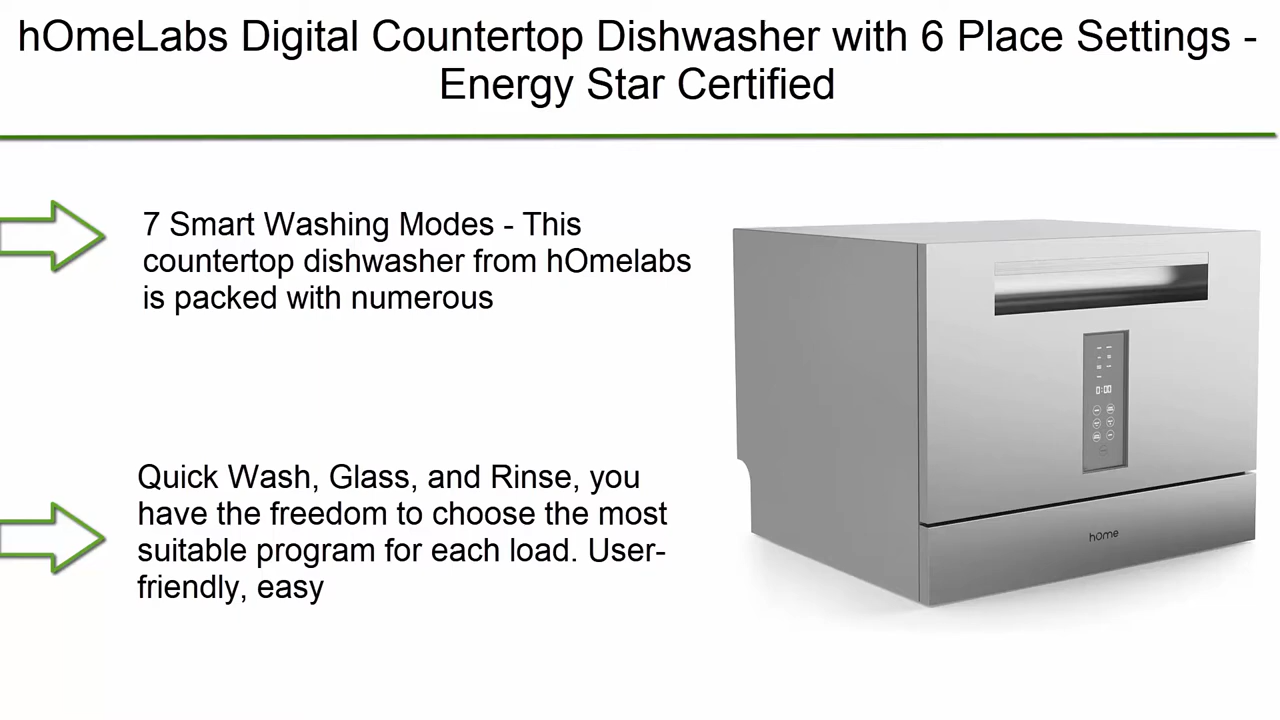 hOmeLabs Digital Countertop Dishwasher with 6 Place Settings -
Energy Star Certified
7 Smart Washing Modes - This
countertop dishwasher from hOmelabs
is packed with numerous
Quick Wash, Glass, and Rinse, you
have the freedom to choose the most
suitable program for each load. User-
friendly, easy
0:00
hOme